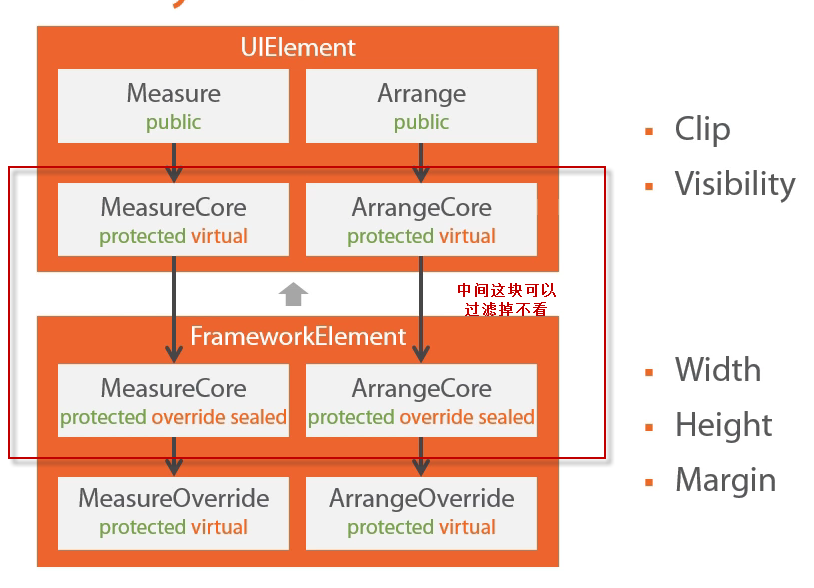 UIElement
Measure
public
Arrange
public
MeasureCore
protected virtual
ArrangeCore
protected virtual
中间这块可以
过滤掉不看
FrameworkElement
MeasureCore
protected override sealed
ArrangeCore
protected override sealed
MeasureOverride
protected virtual
ArrangeOverride
protected virtual
▪ Clip
▪ Visibility
▪ Width
▪ Height
▪ Margin